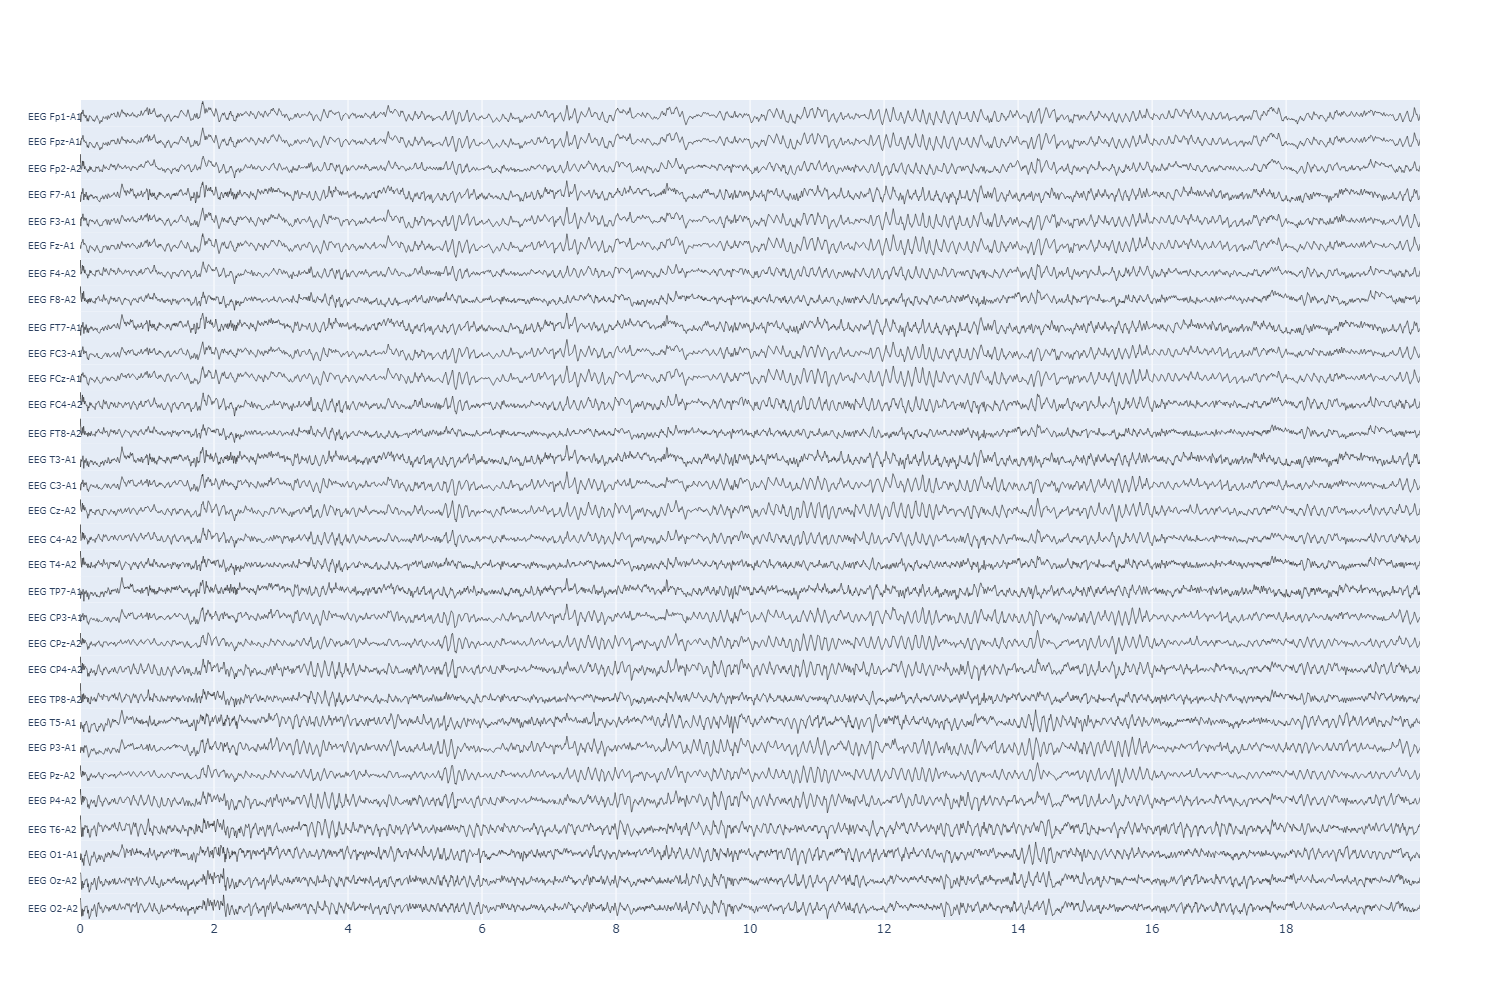 EEG Fp1-A1
EEG Fpz-A1
EEG Fp2-A2
EEG F7-A1
EEG F3-A1
EEG Fz-A1
EEG F4-A2
EEG F8-A2
EEG FT7-A1
EEG FC3-A1
EEG FCz-A1
EEG FC4-A2
EEG FT8-A2
EEG T3-A1
EEG C3-A1
EEG Cz-A2
EEG C4-A2
EEG T4-A2
EEG TP7-A1
EEG CP3-A1
EEG CPz-A2
EEG CP4-A2
EEG TP8-A2
EEG T5-A1
EEG P3-A1
EEG Pz-A2
EEG P4-A2
EEG T6-A2
EEG O1-A1
EEG Oz-A2
EEG O2-A2
0 2 4 6 8 10 12 14 16 18